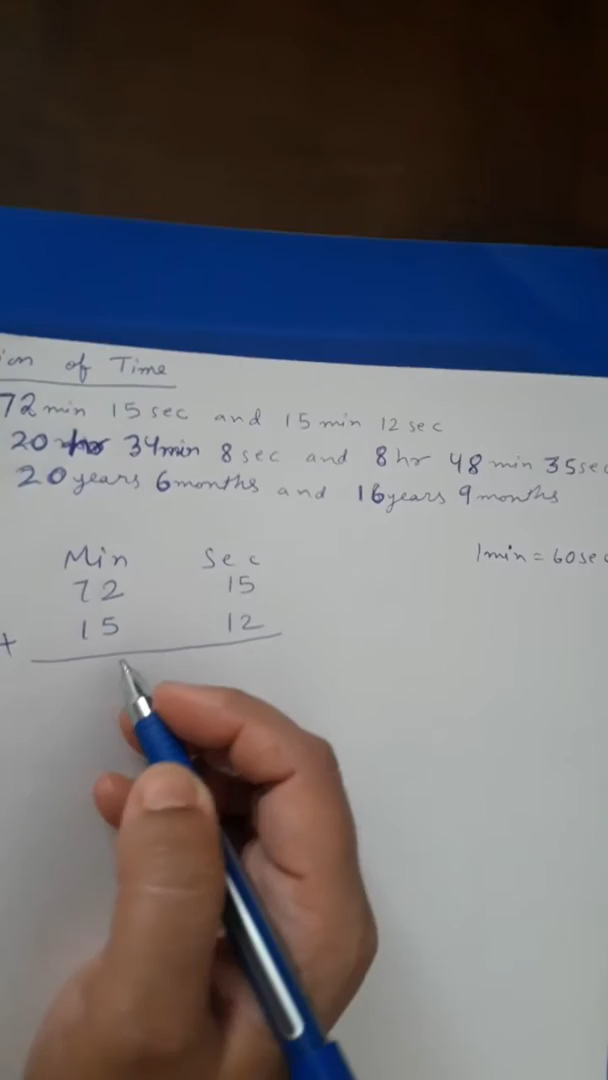 ion of Time
72 min 15 sec and 15 min 12 sec
20 hr 34 min 8 sec and 8 hr 48 min 35 sec
20 years 6 months and 16 years 9 months
Min Sec 1 min = 60 sec
72 15
+ 15 12